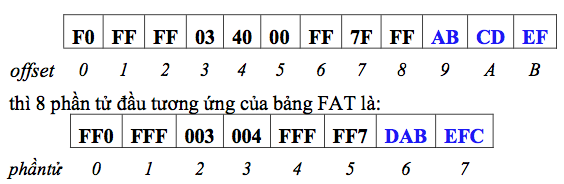 F0 FF FF 03 40 00 FF 7F FF AB CD EF
offset 0 1 2 3 4 5 6 7 8 9 A B
thì 8 phần tử đầu tương ứng của bảng FAT là:
FF0 FFF 003 004 FFF FF7 DAB EFC
phầntử 0 1 2 3 4 5 6 7